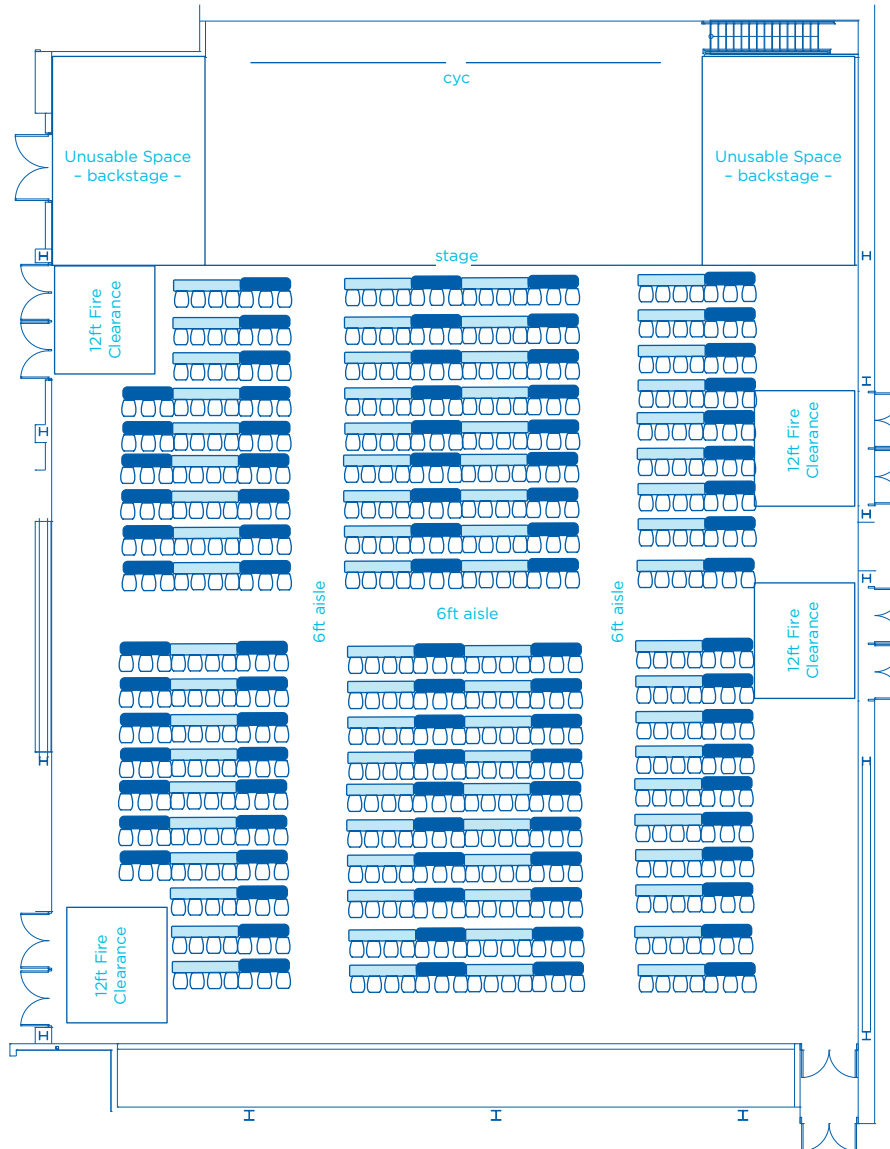 cyc
Unusable Space
– backstage –
Unusable Space
– backstage –
stage
12ft Fire
Clearance
12ft Fire
Clearance
6ft aisle
6ft aisle
6ft aisle
12ft Fire
Clearance
12ft Fire
Clearance